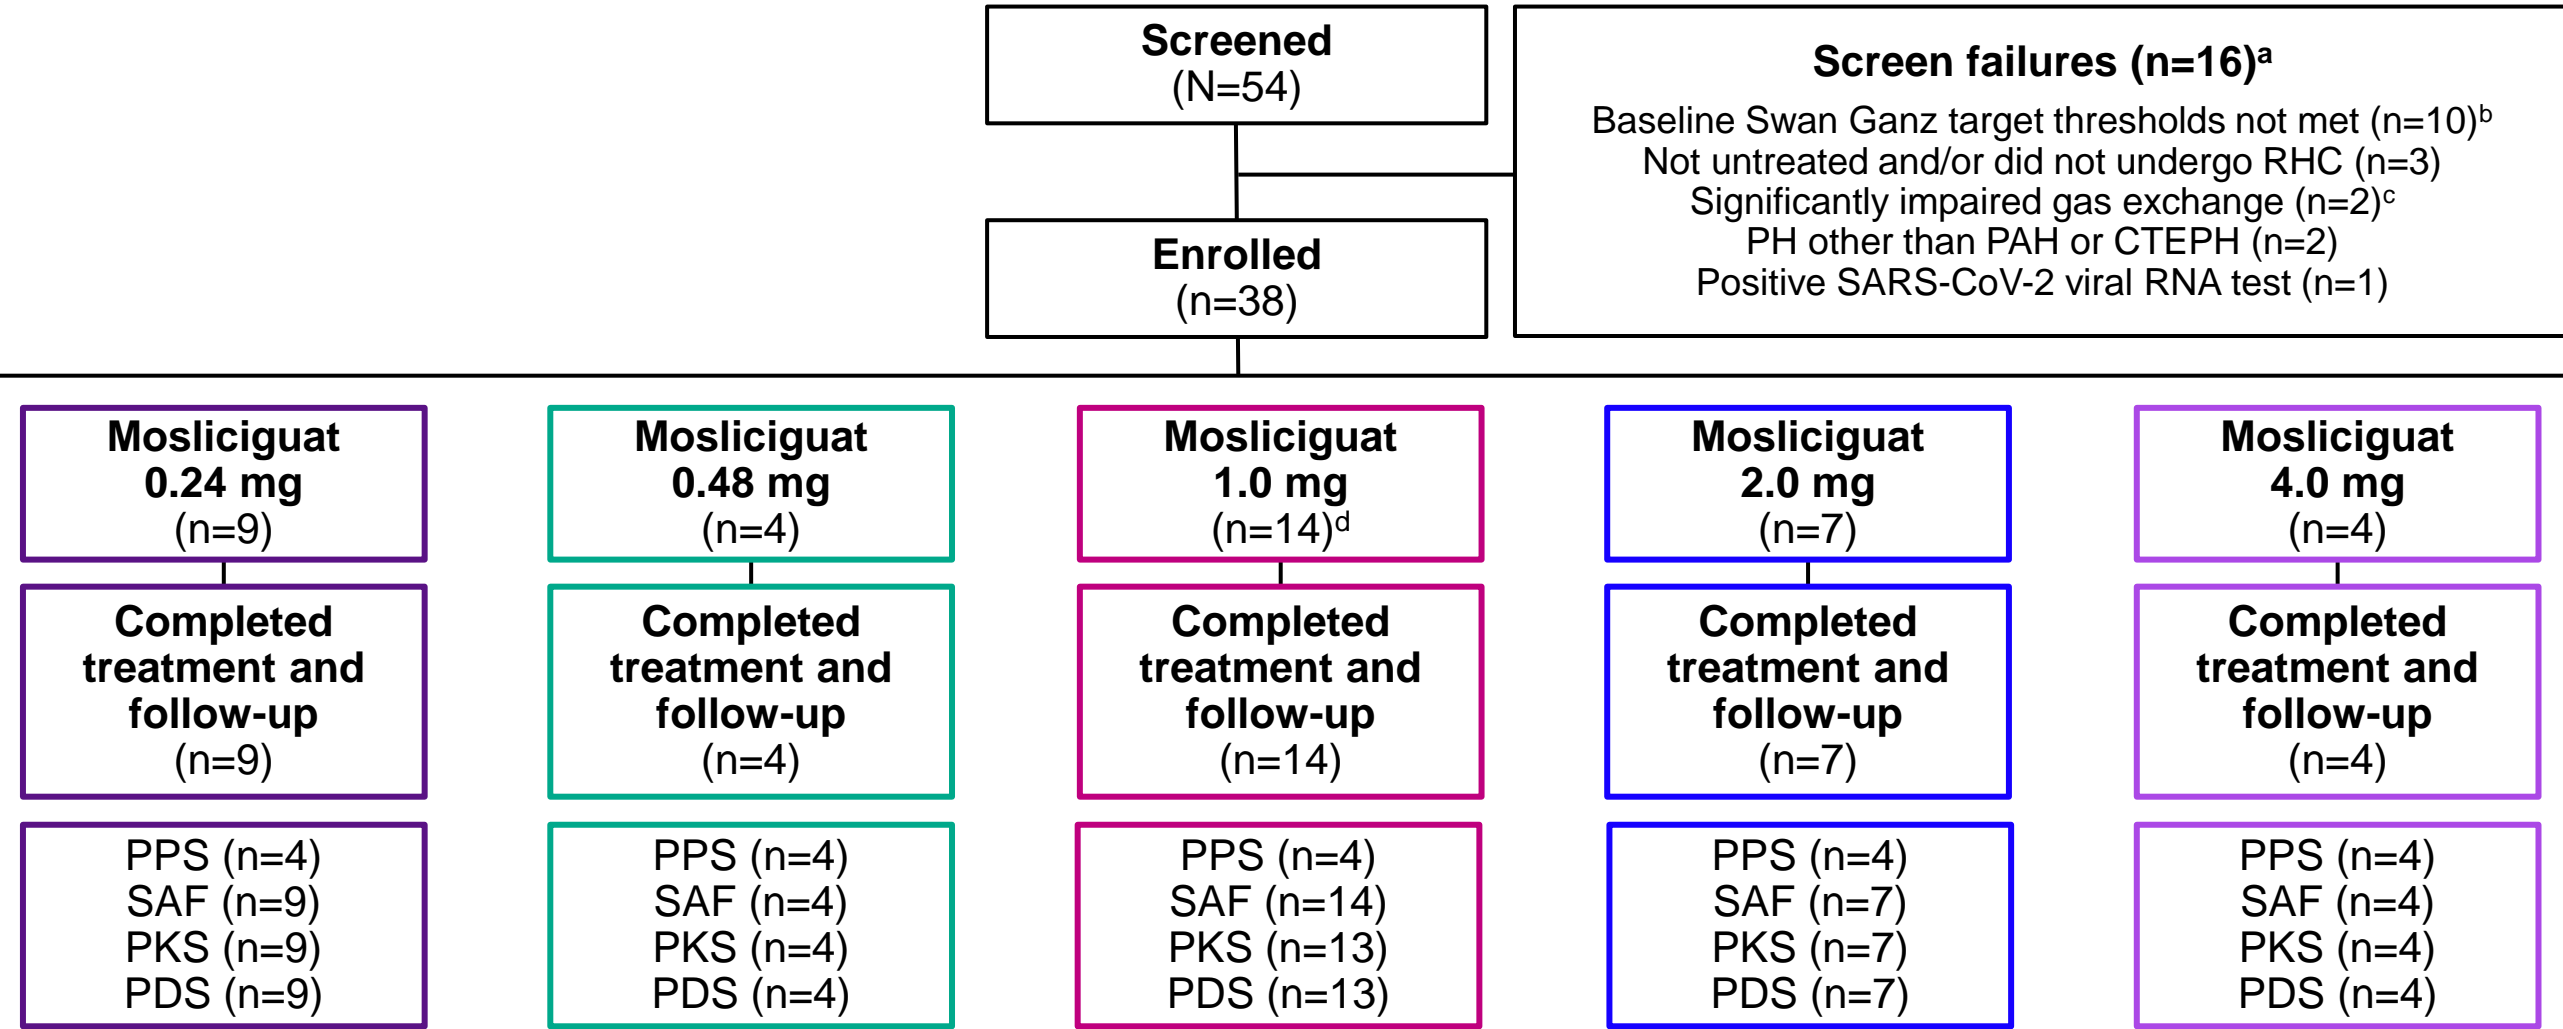 Screened
(N=54)
Screen failures (n=16)ᵃ
Baseline Swan Ganz target thresholds not met (n=10)ᵇ
Not untreated and/or did not undergo RHC (n=3)
Significantly impaired gas exchange (n=2)ᶜ
PH other than PAH or CTEPH (n=2)
Positive SARS-CoV-2 viral RNA test (n=1)
Enrolled
(n=38)
Mosliciguat
0.24 mg
(n=9)
Completed
treatment and
follow-up
(n=9)
PPS (n=4)
SAF (n=9)
PKS (n=9)
PDS (n=9)
Mosliciguat
0.48 mg
(n=4)
Completed
treatment and
follow-up
(n=4)
PPS (n=4)
SAF (n=4)
PKS (n=4)
PDS (n=4)
Mosliciguat
1.0 mg
(n=14)ᵈ
Completed
treatment and
follow-up
(n=14)
PPS (n=4)
SAF (n=14)
PKS (n=13)
PDS (n=13)
Mosliciguat
2.0 mg
(n=7)
Completed
treatment and
follow-up
(n=7)
PPS (n=4)
SAF (n=7)
PKS (n=7)
PDS (n=7)
Mosliciguat
4.0 mg
(n=4)
Completed
treatment and
follow-up
(n=4)
PPS (n=4)
SAF (n=4)
PKS (n=4)
PDS (n=4)